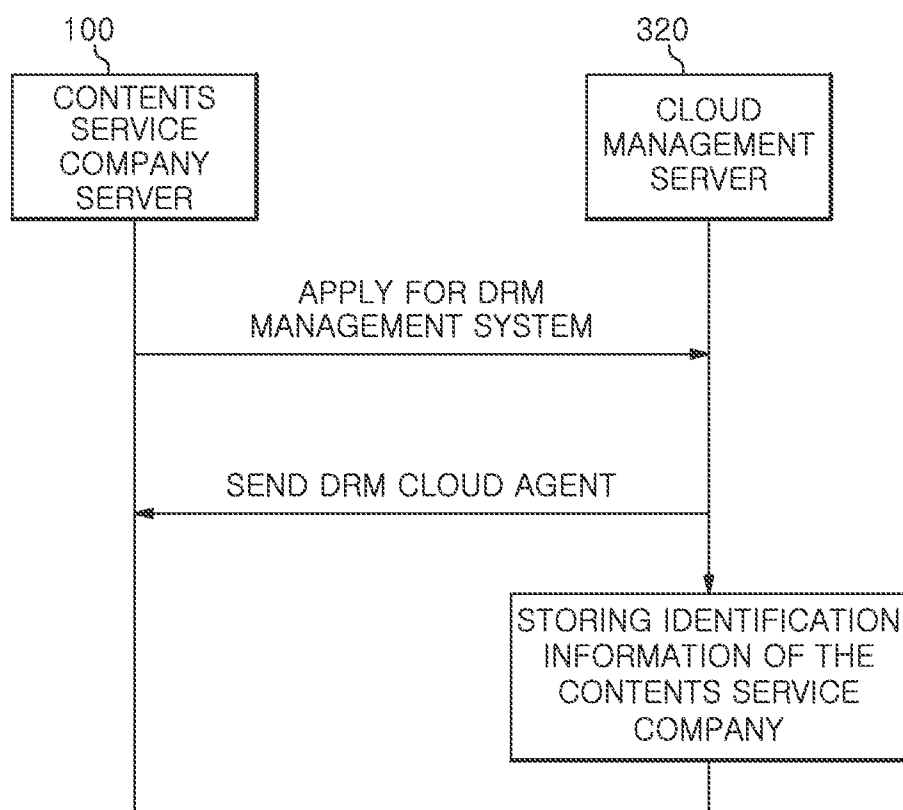 100
320
CONTENTS
SERVICE
COMPANY
SERVER
CLOUD
MANAGEMENT
SERVER
APPLY FOR DRM
MANAGEMENT SYSTEM
SEND DRM CLOUD AGENT
STORING IDENTIFICATION
INFORMATION OF THE
CONTENTS SERVICE
COMPANY